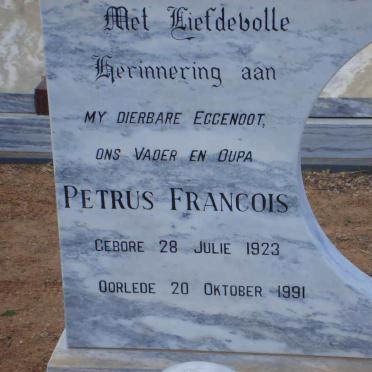 Met Liefdevolle
Herinnering aan
MY DIERBARE EGGENOOT,
ONS VADER EN OUPA
PETRUS FRANCOIS
GEBORE 28 JULIE 1923
OORLEDE 20 OKTOBER 1991